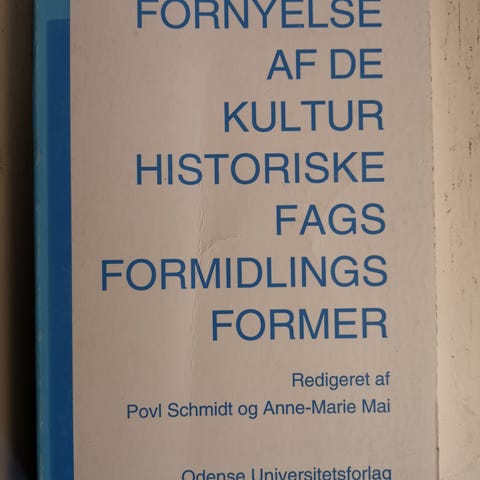 FORNYELSE
AF DE
KULTUR
HISTORISKE
FAGS
FORMIDLINGS
FORMER
Redigeret af
Povl Schmidt og Anne-Marie Mai
Odense Universitetsforlag